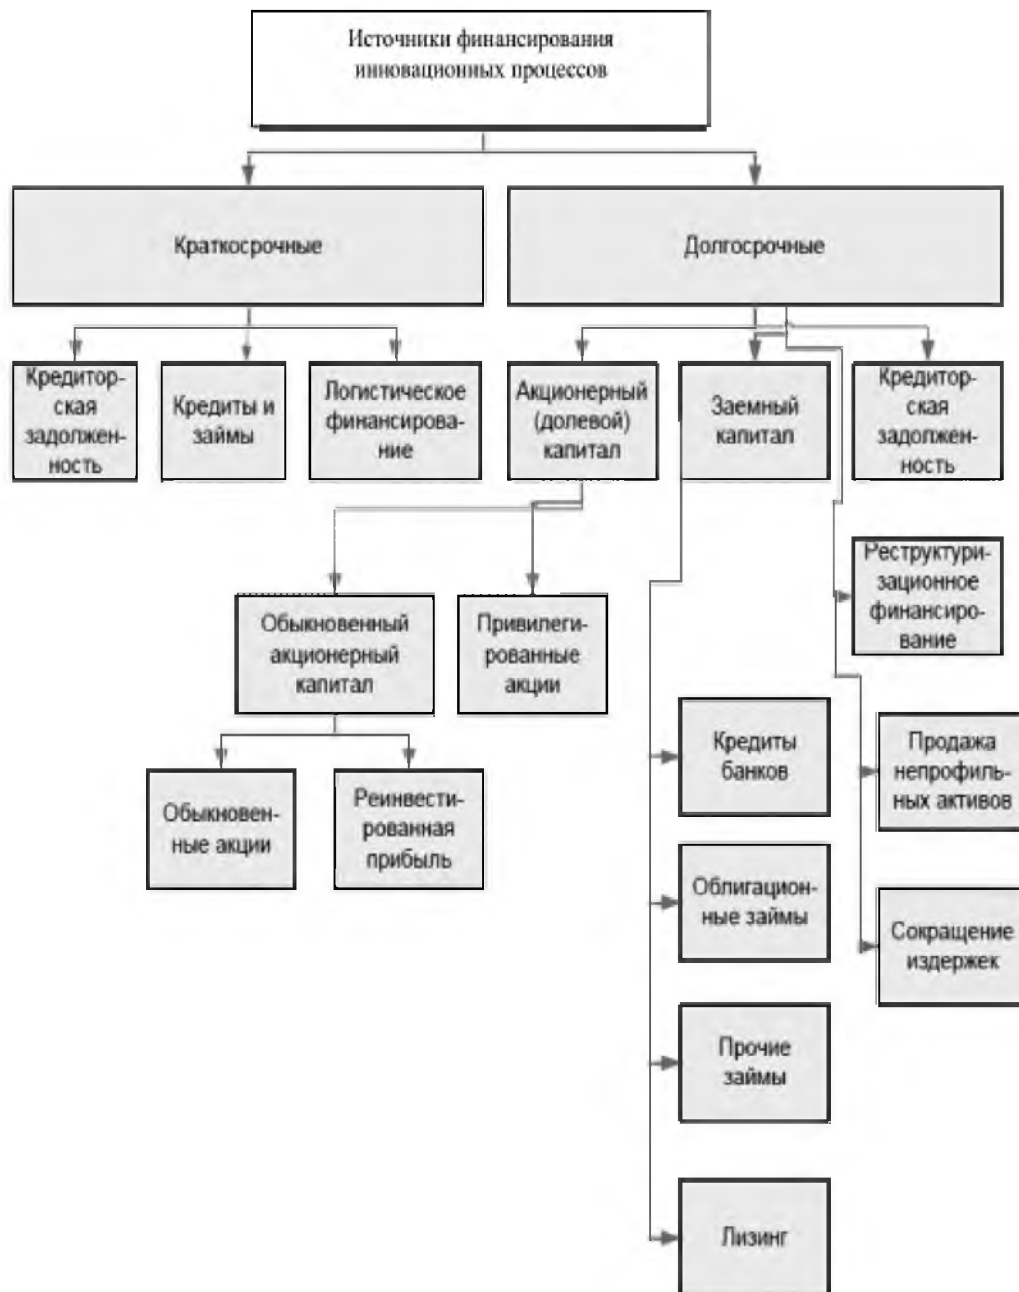 Источники финансирования
инновационных процессов
Краткосрочные
Долгосрочные
Кредитор-
ская
задолжен-
ность
Кредиты и
займы
Логистическое
финансирова-
ние
Акционерный
(долевой)
капитал
Заемный
капитал
Кредитор-
ская
задолжен-
ность
Реструктури-
зационное
финансиро-
вание
Обыкновенный
акционерный
капитал
Привилеги-
рованные
акции
Кредиты
банков
Продажа
непрофиль-
ных активов
Обыкновен-
ные акции
Реинвести-
рованная
прибыль
Облигацион-
ные займы
Сокращение
издержек
Прочие
займы
Лизинг